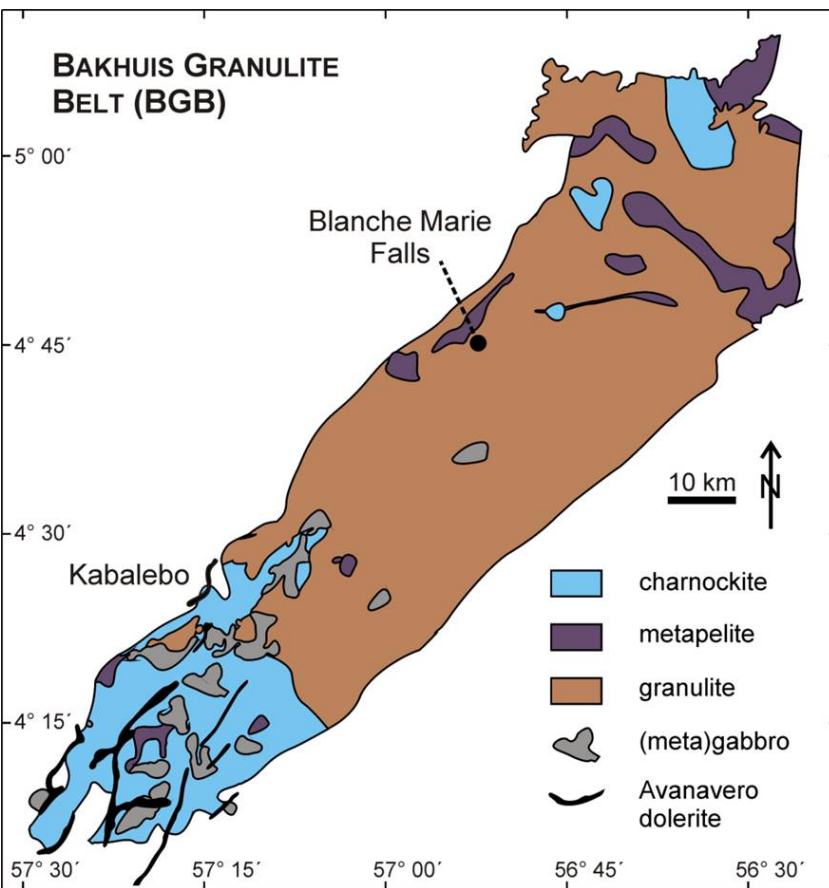 BAKHUIS GRANULITE
BELT (BGB)
5° 00´
Blanche Marie
Falls
4° 45´
10 km
N
4° 30´
Kabalebo
charnockite
metapelite
granulite
4° 15´
(meta)gabbro
Avanavero
dolerite
57° 30´
57° 15´
57° 00´
56° 45´
56° 30´